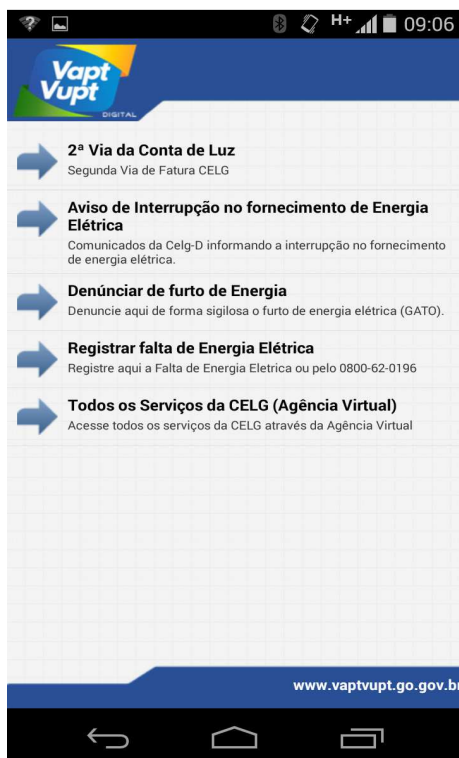 H+ 09:06
Vapt
Vupt
DIGITAL
2ª Via da Conta de Luz
Segunda Via de Fatura CELG
Aviso de Interrupção no fornecimento de Energia
Elétrica
Comunicados da Celg-D informando a interrupção no fornecimento
de energia elétrica.
Denúnciar de furto de Energia
Denuncie aqui de forma sigilosa o furto de energia elétrica (GATO).
Registrar falta de Energia Elétrica
Registre aqui a Falta de Energia Eletrica ou pelo 0800-62-0196
Todos os Serviços da CELG (Agência Virtual)
Acesse todos os serviços da CELG através da Agência Virtual
www.vaptvupt.go.gov.br